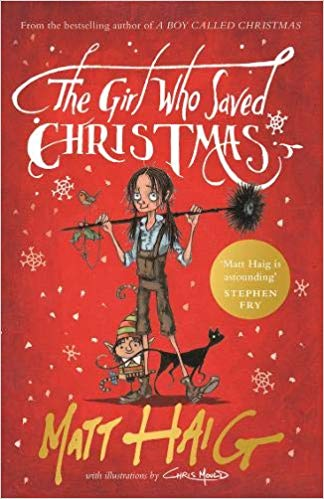 From the bestselling author of A BOY CALLED CHRISTMAS
The Girl Who Saved
CHRISTMAS
'Matt Haig is
astounding'
STEPHEN
FRY
MATT HAIG
with illustrations by CHRIS MOULD